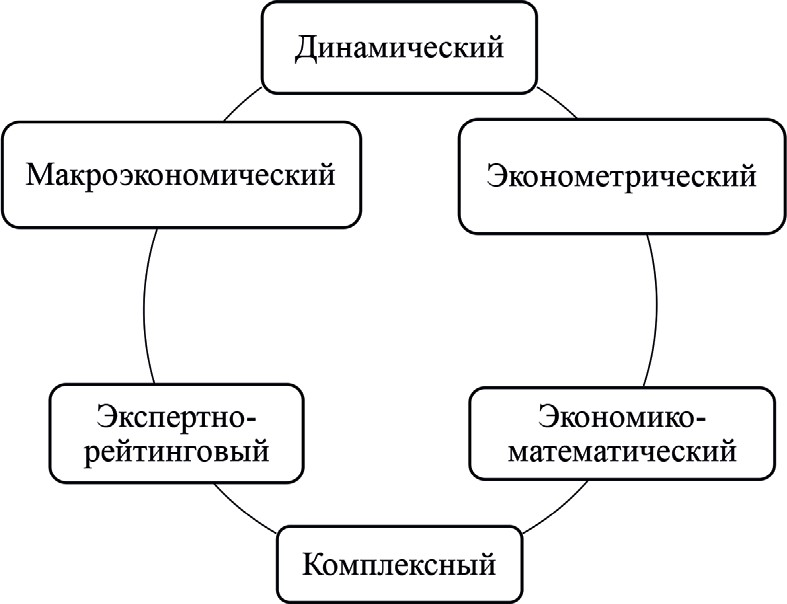 Динамический
Макроэкономический
Эконометрический
Экспертно-
рейтинговый
Экономико-
математический
Комплексный